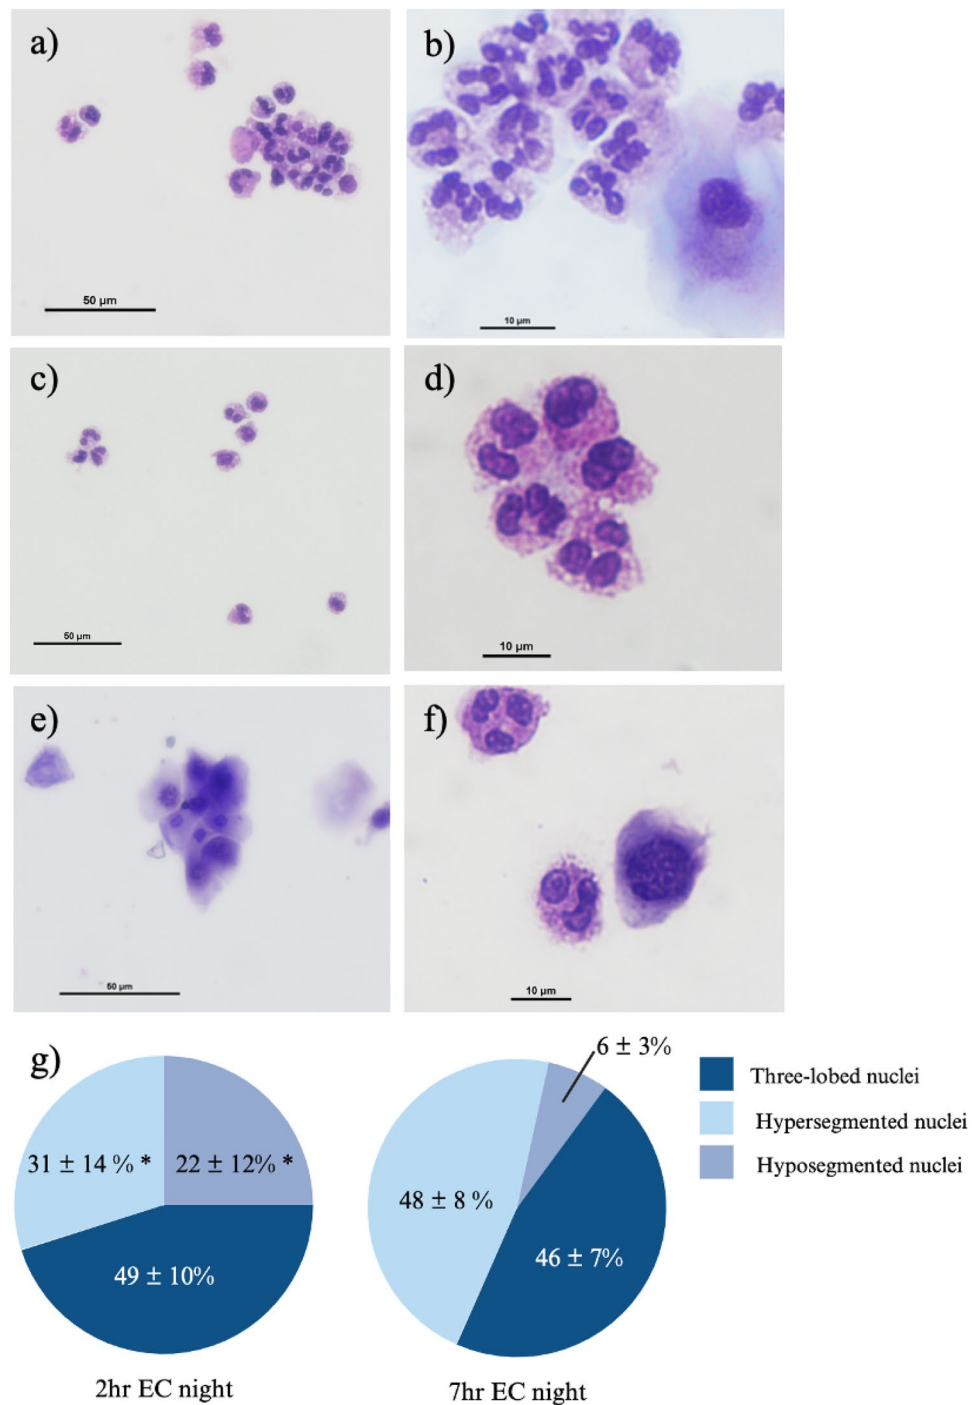 a)
b)
50 µm
10 µm
c)
d)
50 µm
10 µm
e)
f)
50 µm
10 µm
g)
6 ± 3%
Three-lobed nuclei
Hypersegmented nuclei
Hyposegmented nuclei
31 ± 14 % *
22 ± 12% *
48 ± 8 %
49 ± 10%
46 ± 7%
2hr EC night
7hr EC night